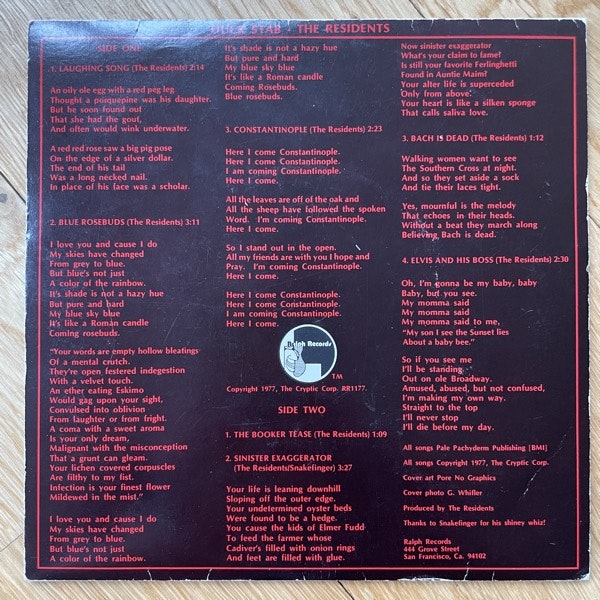 DUCK STAB - THE RESIDENTS
SIDE ONE
1. LAUGHING SONG (The Residents) 2:14
An oily ole egg with a red peg leg
Thought a porquepine was his daughter.
But he soon found out
That she had the gout,
And often would wink underwater.
A red red rose saw a big pig pose
On the edge of a silver dollar.
The end of his tail
Was a long necked nail.
In place of his face was a scholar.
2. BLUE ROSEBUDS (The Residents) 3:11
I love you and cause I do
My skies have changed
From grey to blue.
But blue's not just
A color of the rainbow.
It's shade is not a hazy hue
But pure and hard
My blue sky blue
It's like a Roman candle
Coming rosebuds.
"Your words are empty hollow bleatings
Of a mental crutch.
They're open festered indegestion
With a velvet touch.
An ether eating Eskimo
Would gag upon your sight,
Convulsed into oblivion
From laughter or from fright.
A coma with a sweet aroma
Is your only dream,
Malignant with the misconception
That a grunt can gleam.
Your lichen covered corpuscles
Are filthy to my fist.
Infection is your finest flower
Mildewed in the mist."
I love you and cause I do
My skies have changed
From grey to blue.
But blue's not just
A color of the rainbow.
It's shade is not a hazy hue
But pure and hard
My blue sky blue
It's like a Roman candle
Coming Rosebuds.
Blue rosebuds.
3. CONSTANTINOPLE (The Residents) 2:23
Here I come Constantinople.
Here I come Constantinople.
I am coming Constantinople.
Here I come.
All the leaves are off of the oak and
All the sheep have followed the spoken
Word. I'm coming Constantinople.
Here I come.
So I stand out in the open.
All my friends are with you I hope and
Pray. I'm coming Constantinople.
Here I come.
Here I come Constantinople.
Here I come Constantinople.
I am coming Constantinople.
Here I come.
Ralph Records
TM
Copyright 1977, The Cryptic Corp. RR1177.
SIDE TWO
1. THE BOOKER TEASE (The Residents) 1:09
2. SINISTER EXAGGERATOR
(The Residents/Snakefinger) 3:27
Your life is leaning downhill
Sloping off the outer edge.
Your undetermined oyster beds
Were found to be a hedge.
You cause the kids of Elmer Fudd
To feed the farmer whose
Cadiver's filled with onion rings
And feet are filled with glue.
Now sinister exaggerator
What's your claim to fame?
Is still your favorite Ferlinghetti
Found in Auntie Maim?
Your alter life is superceded
Only from above.
Your heart is like a silken sponge
That calls saliva love.
3. BACH IS DEAD (The Residents) 1:12
Walking women want to see
The Southern Cross at night.
And so they set aside a sock
And tie their laces tight.
Yes, mournful is the melody
That echoes in their heads.
Without a beat they march along
Believing Bach is dead.
4. ELVIS AND HIS BOSS (The Residents) 2:30
Oh, I'm gonna be my baby, baby
Baby, but you see.
My momma said
My momma said
My momma said to me,
"My son I see the Sunset lies
About a baby bee."
So if you see me
I'll be standing
Out on ole Broadway.
Amused, abused, but not confused,
I'm making my own way.
Straight to the top
I'll never stop
I'll die before my day.
All songs Pale Pachyderm Publishing [BMI]
All songs Copyright 1977, The Cryptic Corp.
Cover art Pore No Graphics
Cover photo G. Whifler
Produced by The Residents
Thanks to Snakefinger for his shiney whiz!
Ralph Records
444 Grove Street
San Francisco, Ca. 94102